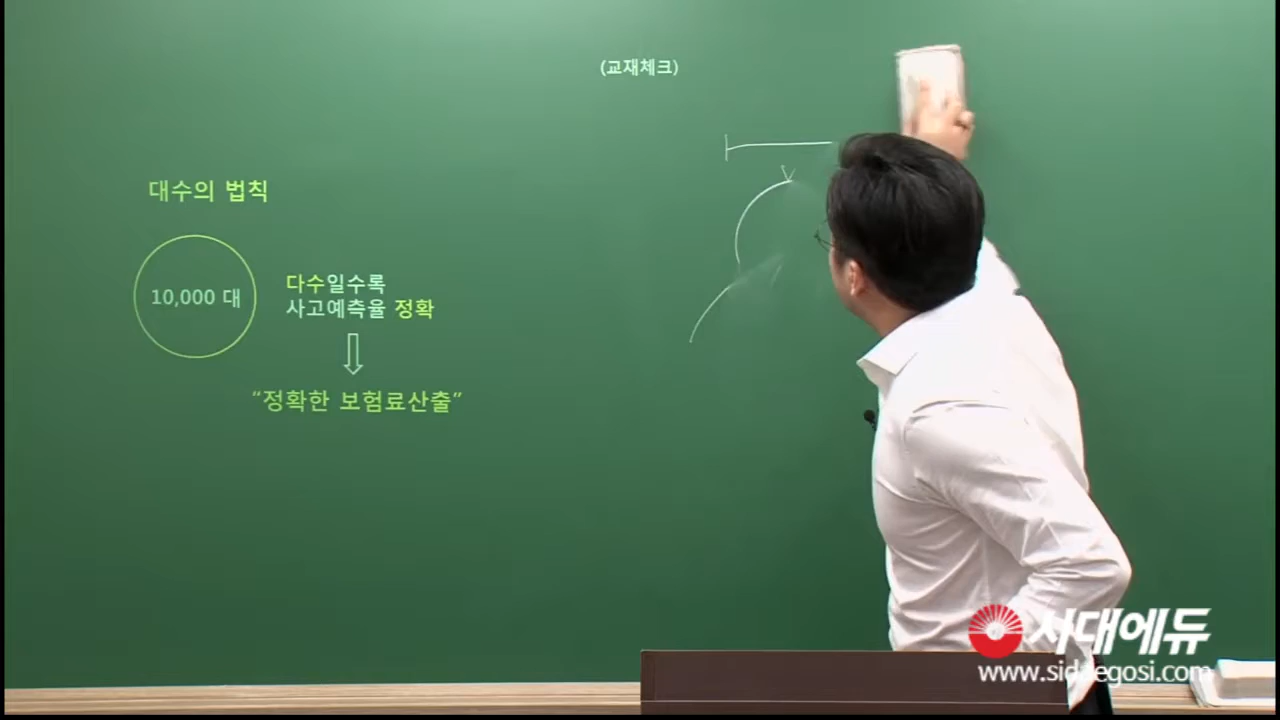 (교재체크)
대수의 법칙
10,000 대
다수일수록
사고예측율 정확
“정확한 보험료산출”
시대에듀
www.sidaegosi.com